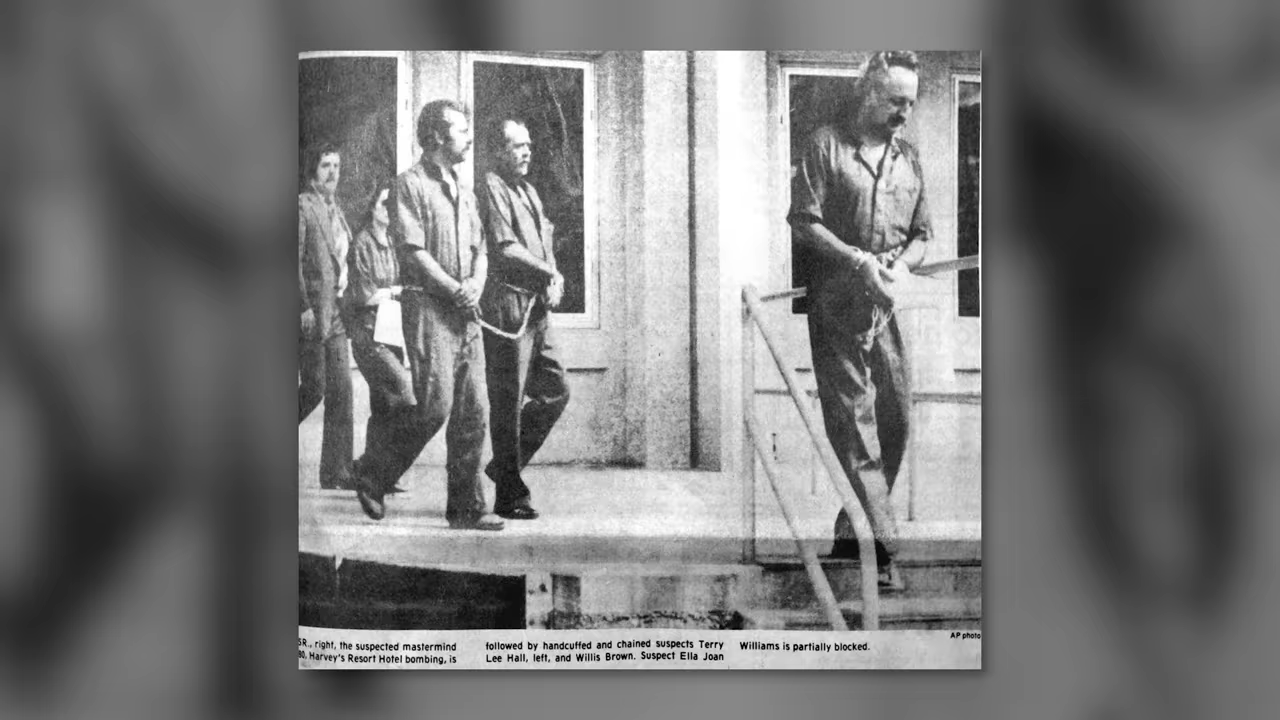 AP photo
SR., right, the suspected mastermind
80, Harvey's Resort Hotel bombing, is
followed by handcuffed and chained suspects Terry
Lee Hall, left, and Willis Brown. Suspect Ella Joan
Williams is partially blocked.